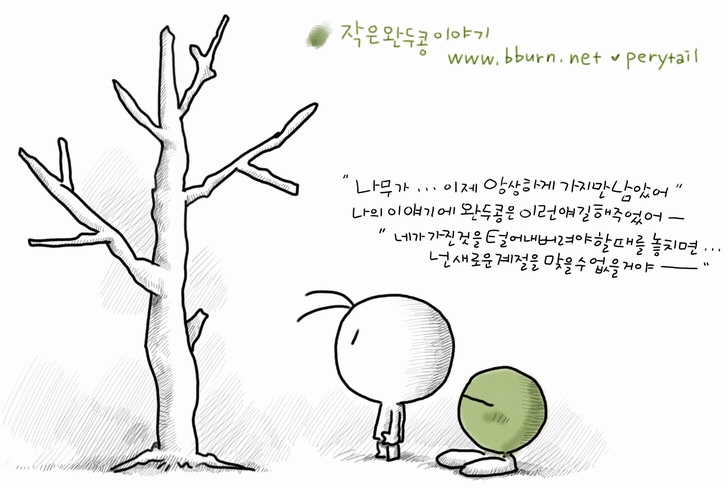 작은완두콩이야기
www.bburn.net ♥ perytail
"나무가 ... 이제 앙상하게 가지만 남았어"
나의 이야기에 완두콩은 이런얘길해주었어 —
"네가 가진것을 털어내버려야할때를 놓치면 ...
넌새로운계절을 맞을수없을거야 —"